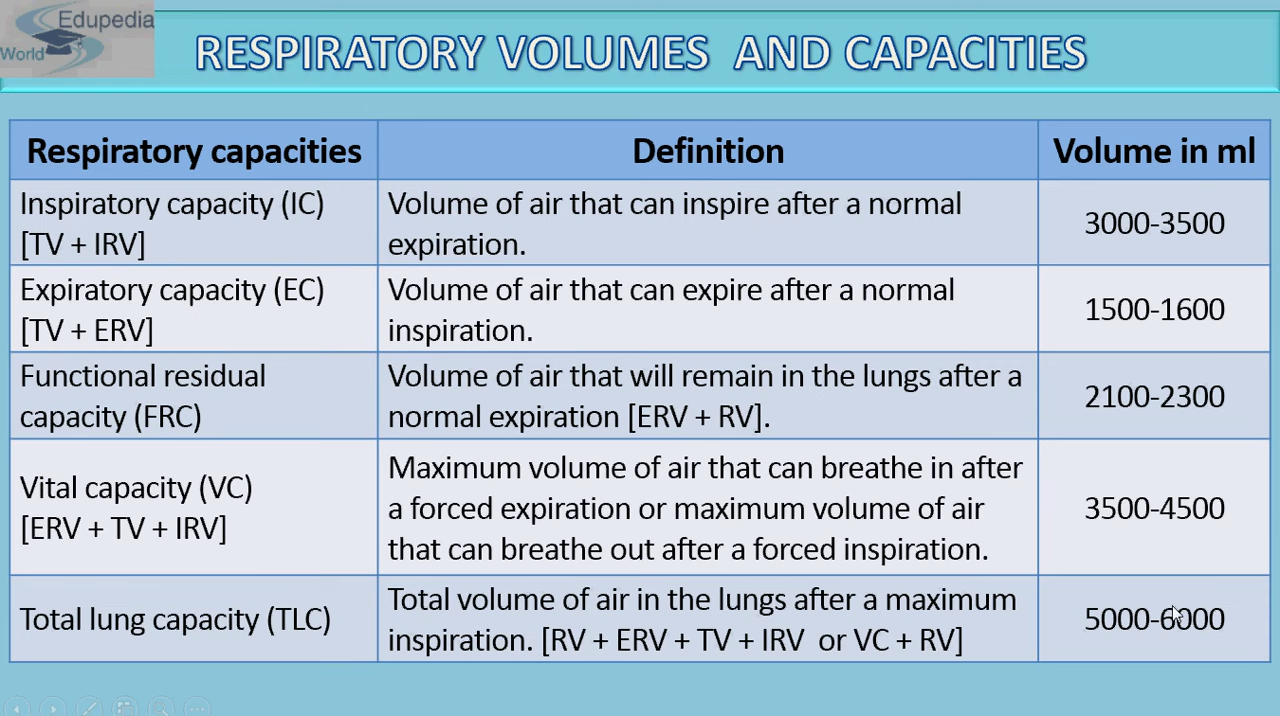 Edupedia
World
RESPIRATORY VOLUMES AND CAPACITIES
Respiratory capacities
Definition
Volume in ml
Inspiratory capacity (IC)
[TV + IRV]
Volume of air that can inspire after a normal
expiration.
3000-3500
Expiratory capacity (EC)
[TV + ERV]
Volume of air that can expire after a normal
inspiration.
1500-1600
Functional residual
capacity (FRC)
Volume of air that will remain in the lungs after a
normal expiration [ERV + RV].
2100-2300
Vital capacity (VC)
[ERV + TV + IRV]
Maximum volume of air that can breathe in after
a forced expiration or maximum volume of air
that can breathe out after a forced inspiration.
3500-4500
Total lung capacity (TLC)
Total volume of air in the lungs after a maximum
inspiration. [RV + ERV + TV + IRV or VC + RV]
5000-6000